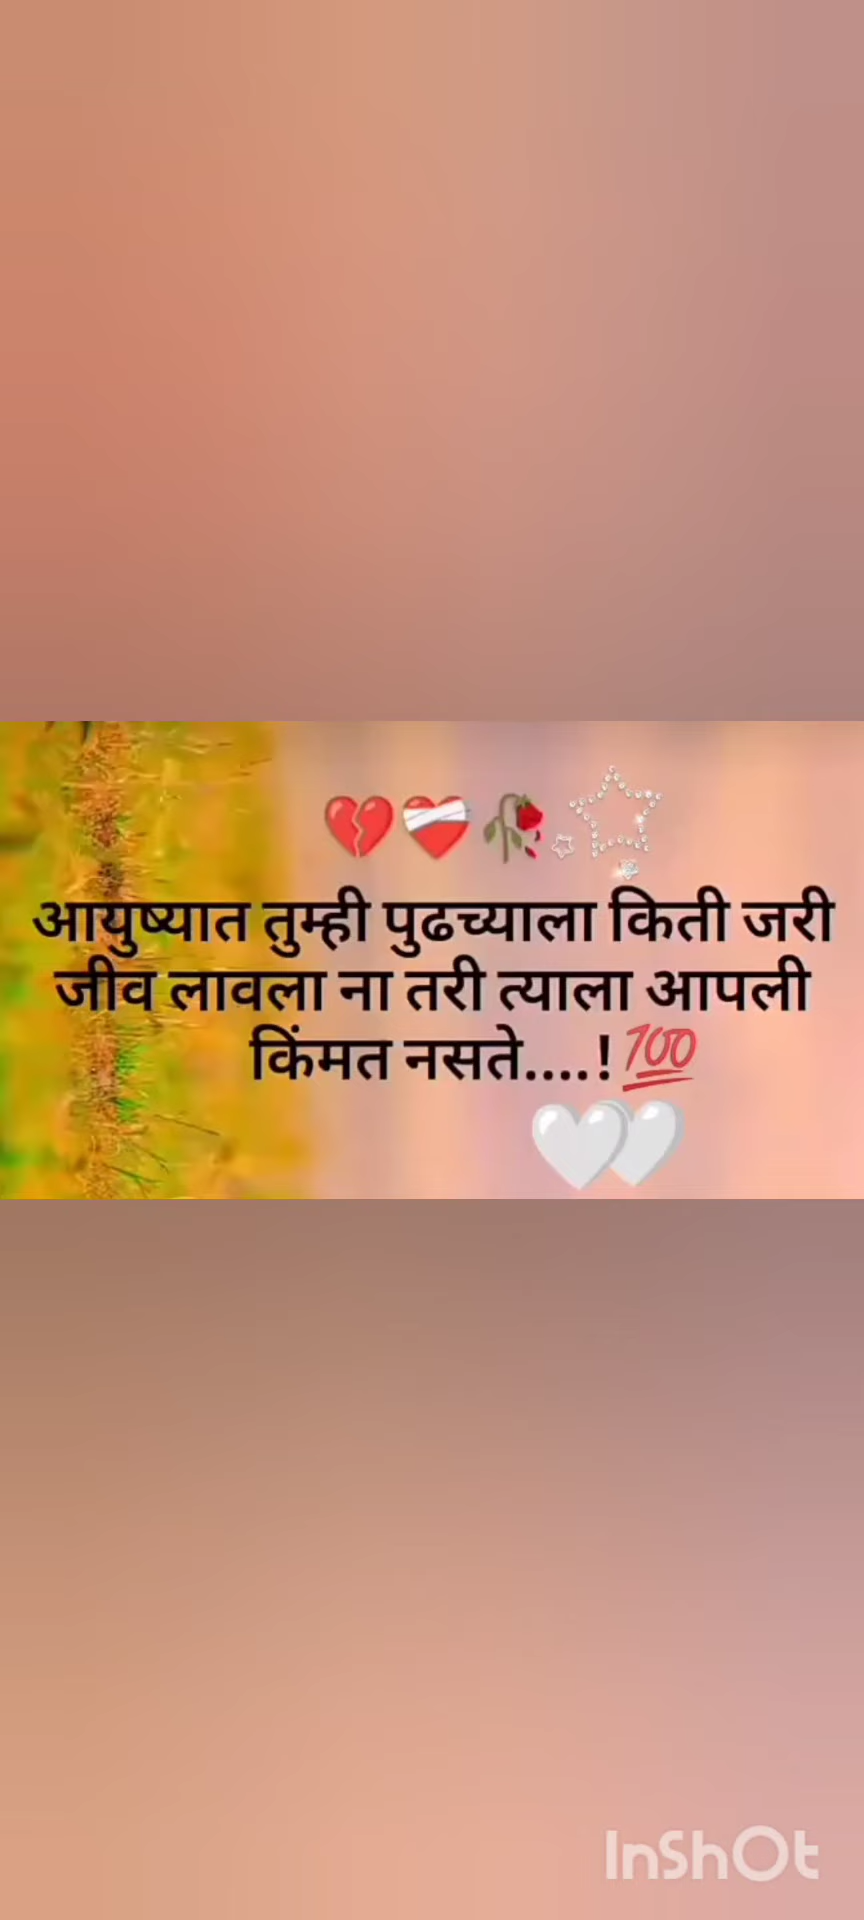 💔❤️‍🩹🥀
आयुष्यात तुम्ही पुढच्याला किती जरी
जीव लावला ना तरी त्याला आपली
किंमत नसते....!💯
🤍🤍
InShOt